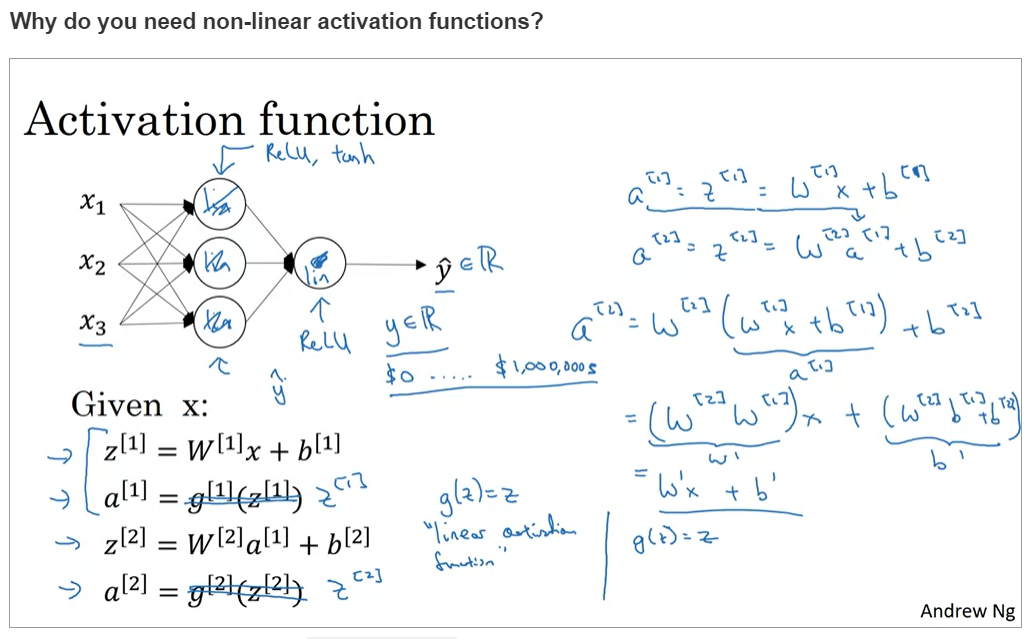 Why do you need non-linear activation functions?
Activation function
ReLU, tanh
x₁
x₂
x₃
lin
ŷ ∈ ℝ
ReLU
y ∈ ℝ
$0 ..... $1,000,000s
ŷ
Given x:
→ z[1] = W[1]x + b[1]
→ a[1] = g[1](z[1]) z[1]
→ z[2] = W[2]a[1] + b[2]
→ a[2] = g[2](z[2]) z[2]
g(z) = z
"linear activation
function"
a[1] = z[1] = W[1]x + b[1]
a[2] = z[2] = W[2]a[1] + b[2]
a[2] = W[2](W[1]x + b[1]) + b[2]
a[1]
= (W[2]W[1])x + (W[2]b[1] + b[2])
W' b'
= W'x + b'
g(z) = z
Andrew Ng